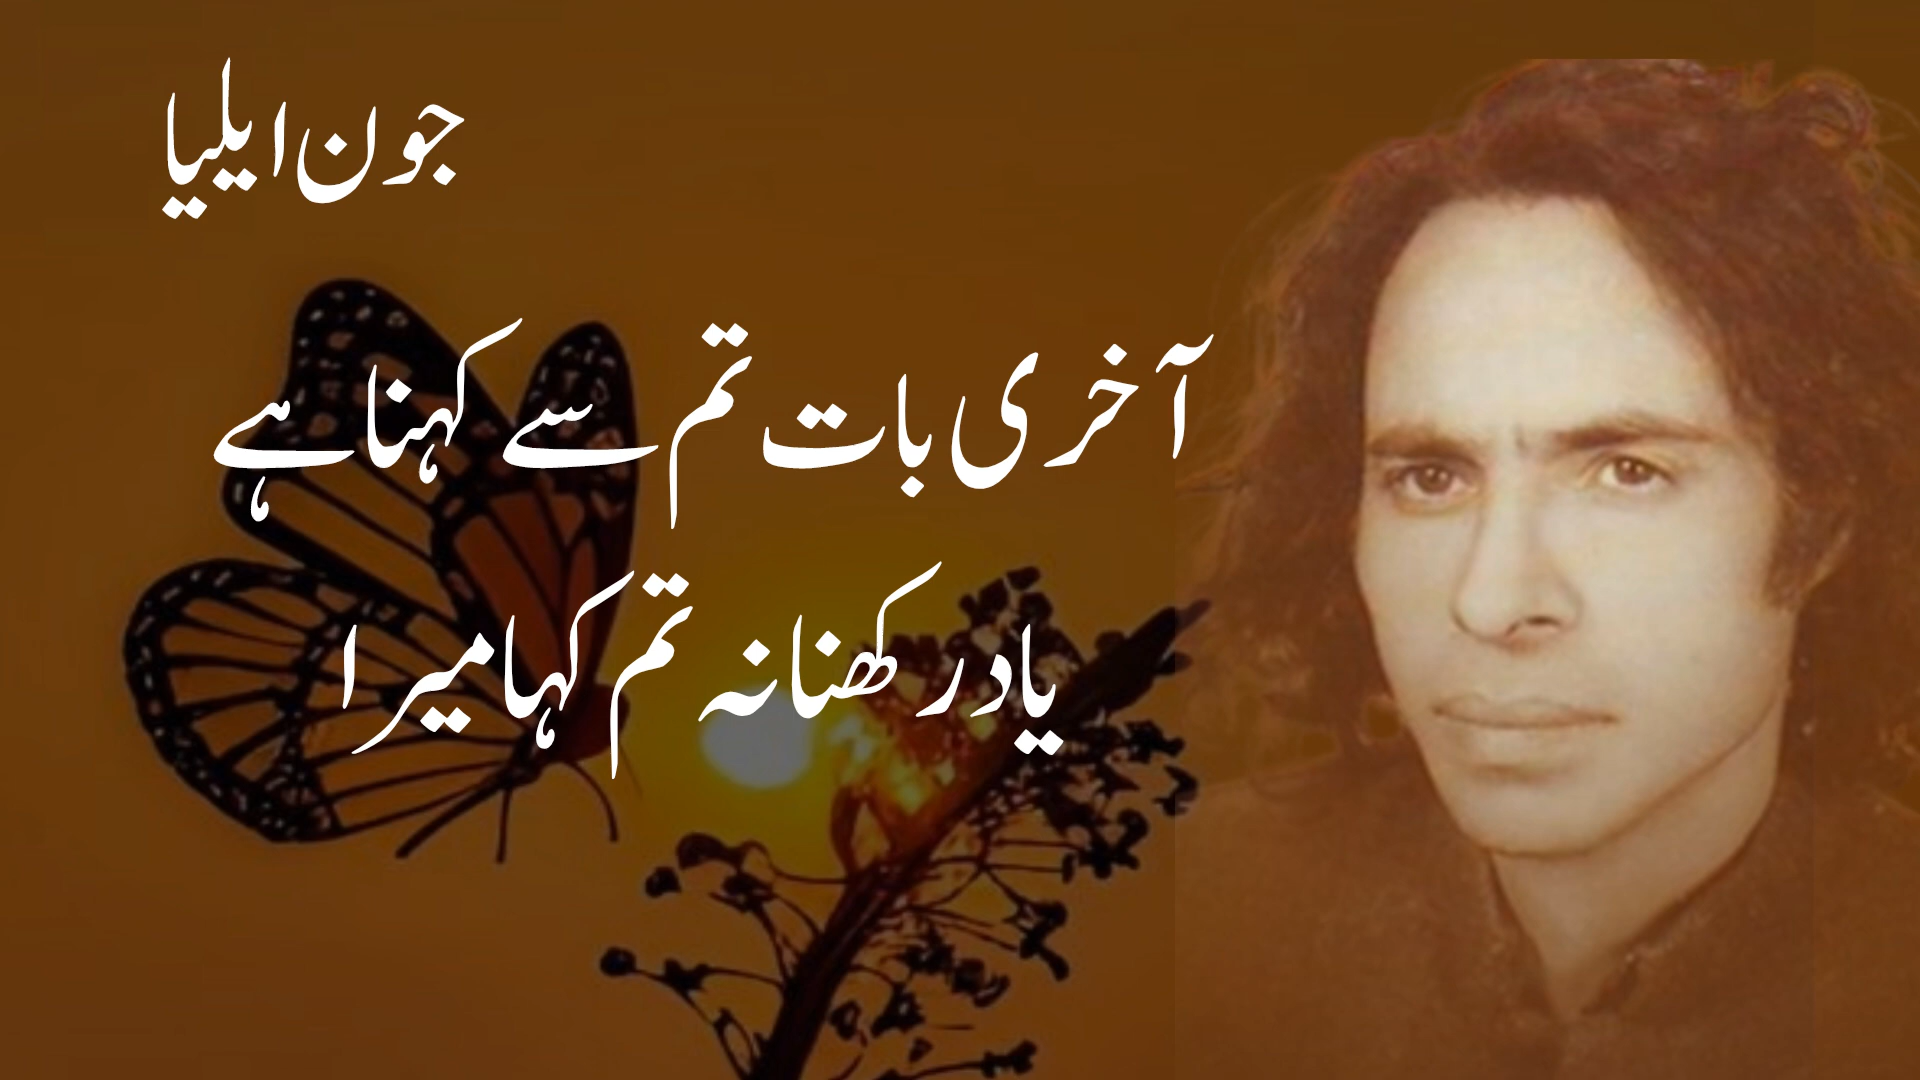 جون ایلیا
آخری بات تم سے کہنا ہے
یاد رکھنا نہ تم کہا میرا